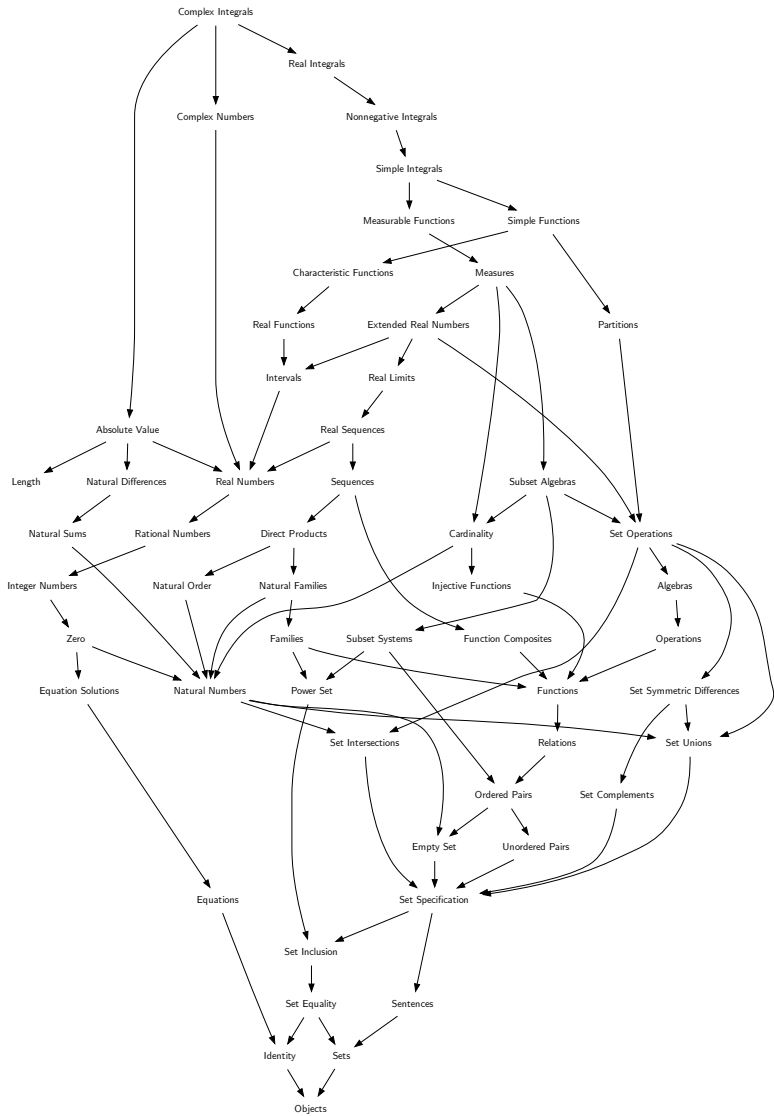 Complex Integrals
Real Integrals
Complex Numbers
Nonnegative Integrals
Simple Integrals
Measurable Functions
Simple Functions
Characteristic Functions
Measures
Real Functions
Extended Real Numbers
Partitions
Intervals
Real Limits
Absolute Value
Real Sequences
Length
Natural Differences
Real Numbers
Sequences
Subset Algebras
Natural Sums
Rational Numbers
Direct Products
Cardinality
Set Operations
Integer Numbers
Natural Order
Natural Families
Injective Functions
Algebras
Zero
Families
Subset Systems
Function Composites
Operations
Equation Solutions
Natural Numbers
Power Set
Functions
Set Symmetric Differences
Set Intersections
Relations
Set Unions
Ordered Pairs
Set Complements
Empty Set
Unordered Pairs
Equations
Set Specification
Set Inclusion
Set Equality
Sentences
Identity
Sets
Objects